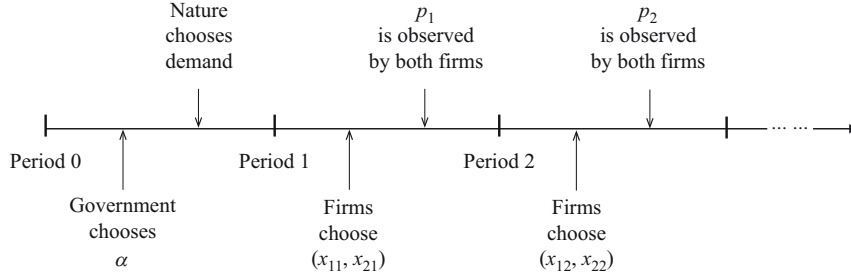 Nature
chooses
demand
p₁
is observed
by both firms
p₂
is observed
by both firms
Period 0
Period 1
Period 2
... ...
Government
chooses
α
Firms
choose
(x₁₁, x₂₁)
Firms
choose
(x₁₂, x₂₂)